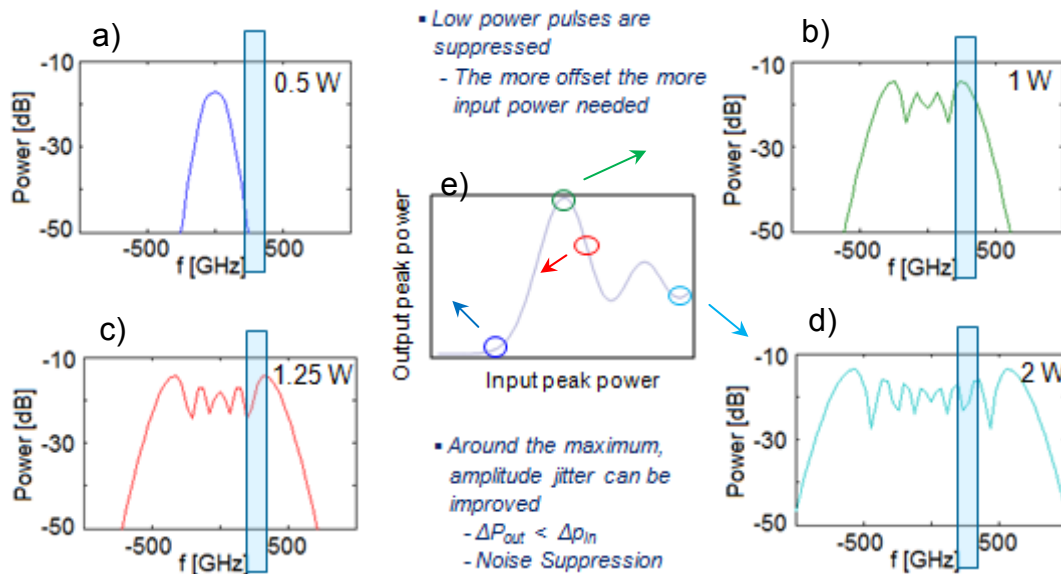 a)
-10
0.5 W
Power [dB]
-30
-50
-500
500
f [GHz]
▪ Low power pulses are
suppressed
- The more offset the more
input power needed
b)
-10
1 W
Power [dB]
-30
-50
-500
500
f [GHz]
e)
Output peak power
Input peak power
c)
-10
1.25 W
Power [dB]
-30
-50
-500
500
f [GHz]
▪ Around the maximum,
amplitude jitter can be
improved
- ΔPout < Δpin
- Noise Suppression
d)
-10
2 W
Power [dB]
-30
-50
-500
500
f [GHz]